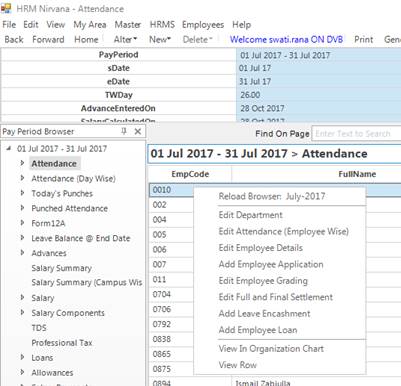 HRM Nirvana - Attendance
File Edit View My Area Master HRMS Employees Help
Back Forward Home Alter New Delete Welcome swati.rana ON DVB Print Gene
PayPeriod 01 Jul 2017 - 31 Jul 2017
sDate 01 Jul 17
eDate 31 Jul 17
TWDay 26.00
AdvanceEnteredOn 28 Oct 2017
SalaryCalculatedOn 28 Oct 2017
Pay Period Browser
Find On Page Enter Text to Search
01 Jul 2017 - 31 Jul 2017
Attendance
Attendance (Day Wise)
Today's Punches
Punched Attendance
Form12A
Leave Balance @ End Date
Advances
Salary Summary
Salary Summary (Campus Wis
Salary
Salary Components
TDS
Professional Tax
Loans
Allowances
01 Jul 2017 - 31 Jul 2017 > Attendance
EmpCode FullName
0010
002
004
005
006
007
011
0704
0706
0792
0838
0865
0875
0894 Ismail Zabiulla
Reload Browser: July-2017
Edit Department
Edit Attendance (Employee Wise)
Edit Employee Details
Add Employee Application
Edit Employee Grading
Edit Full and Final Settlement
Add Leave Encashment
Add Employee Loan
View In Organization Chart
View Row